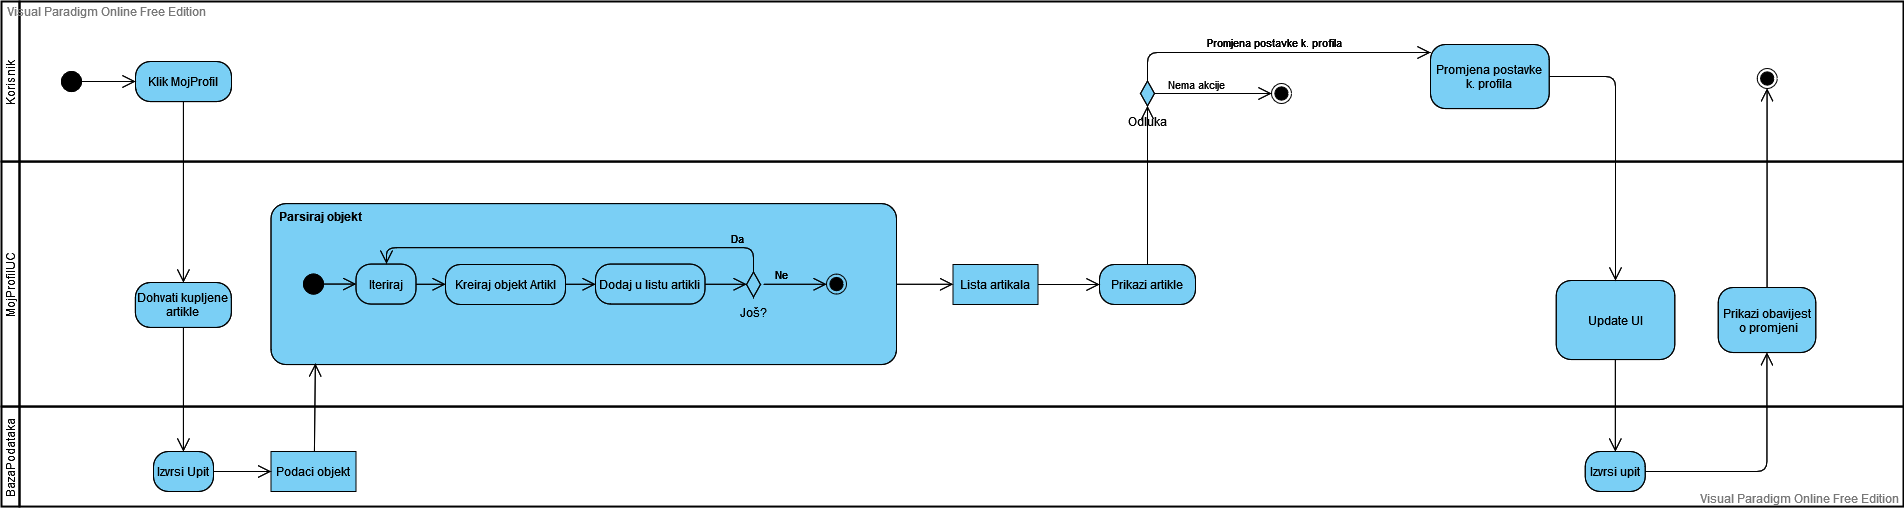 Visual Paradigm Online Free Edition
Korisnik
Klik MojProfil
Promjena postavke k. profila
Nema akcije
Odluka
Promjena postavke
k. profila
MojProfilUC
Dohvati kupljene
artikle
Parsiraj objekt
Da
Iteriraj
Kreiraj objekt Artikl
Dodaj u listu artikli
Ne
Još?
Lista artikala
Prikazi artikle
Update UI
Prikazi obavijest
o promjeni
BazaPodataka
Izvrsi Upit
Podaci objekt
Izvrsi upit
Visual Paradigm Online Free Edition